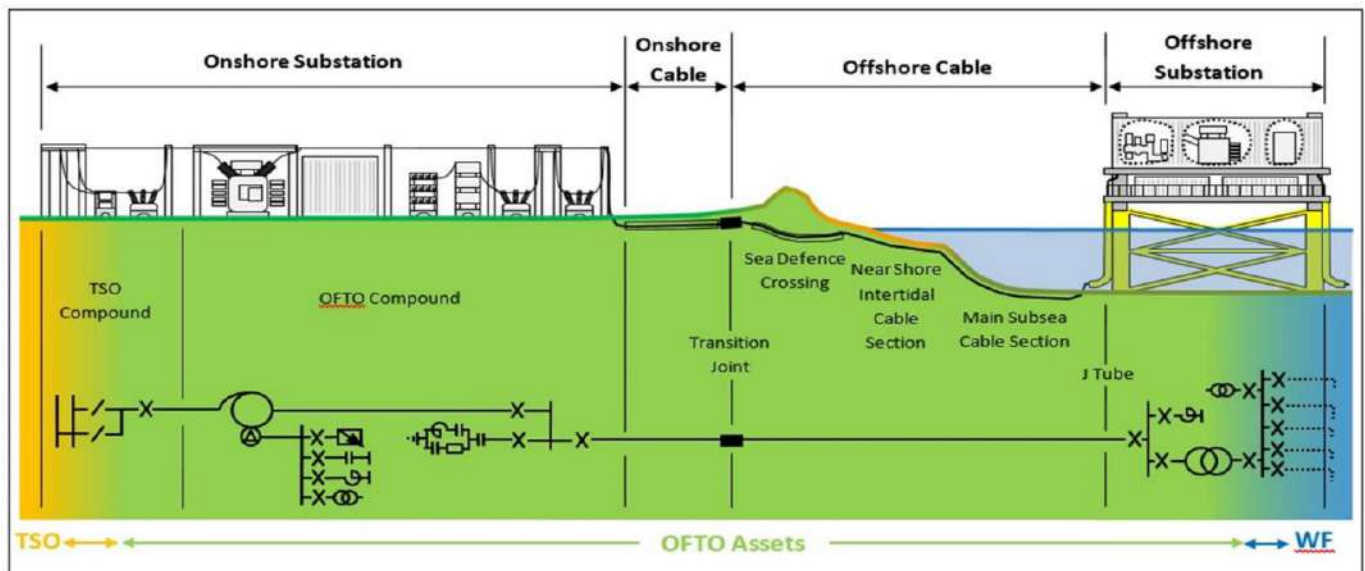 Onshore Substation
Onshore
Cable
Offshore Cable
Offshore
Substation
TSO
Compound
OFTO Compound
Sea Defence
Crossing
Near Shore
Intertidal
Cable
Section
Main Subsea
Cable Section
Transition
Joint
J Tube
TSO
OFTO Assets
WF